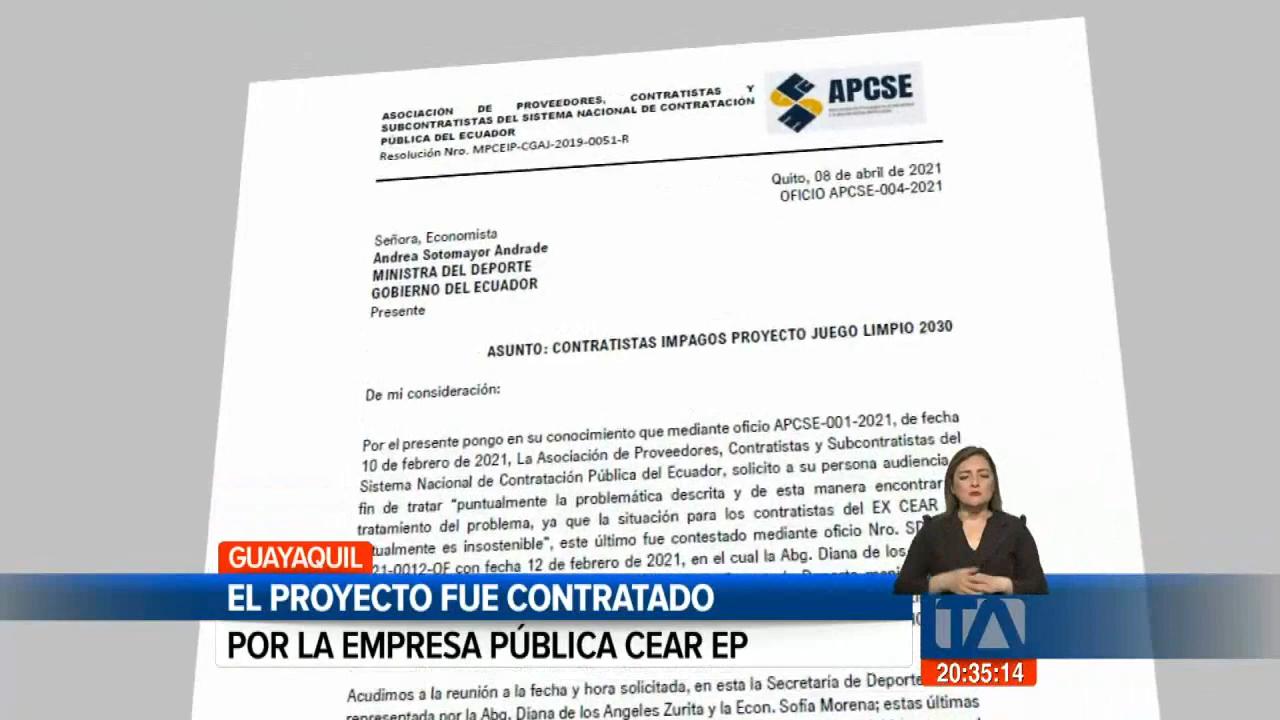 ASOCIACIÓN DE PROVEEDORES, CONTRATISTAS Y
SUBCONTRATISTAS DEL SISTEMA NACIONAL DE CONTRATACIÓN
PÚBLICA DEL ECUADOR
Resolución Nro. MPCEIP-CGAJ-2019-0051-R
APCSE
Quito, 08 de abril de 2021
OFICIO APCSE-004-2021
Señora, Economista
Andrea Sotomayor Andrade
MINISTRA DEL DEPORTE
GOBIERNO DEL ECUADOR
Presente
ASUNTO: CONTRATISTAS IMPAGOS PROYECTO JUEGO LIMPIO 2030
De mi consideración:
Por el presente pongo en su conocimiento que mediante oficio APCSE-001-2021, de fecha
10 de febrero de 2021, La Asociación de Proveedores, Contratistas y Subcontratistas del
Sistema Nacional de Contratación Pública del Ecuador, solicito a su persona audiencia
fin de tratar “puntualmente la problemática descrita y de esta manera encontrar
tratamiento del problema, ya que la situación para los contratistas del EX CEAR
tualmente es insostenible”, este último fue contestado mediante oficio Nro. SD
21-0012-OF con fecha 12 de febrero de 2021, en el cual la Abg. Diana de los
GUAYAQUIL
EL PROYECTO FUE CONTRATADO
POR LA EMPRESA PÚBLICA CEAR EP
TA
20:35:14
Acudimos a la reunión a la fecha y hora solicitada, en esta la Secretaría de Deporte
representada por la Abg. Diana de los Angeles Zurita y la Econ. Sofía Morena; estas últimas